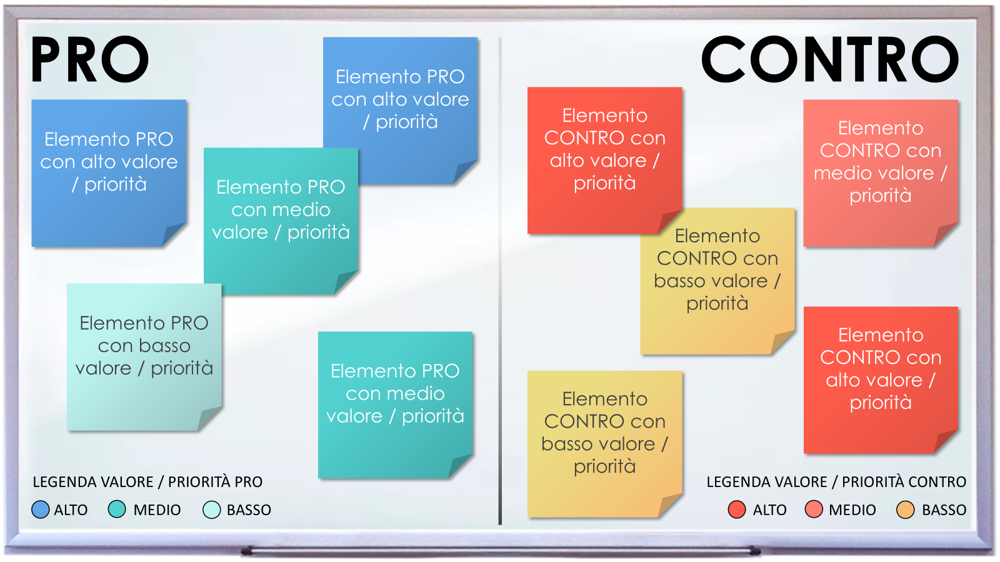 PRO
Elemento PRO
con alto valore
/ priorità
Elemento PRO
con alto valore
/ priorità
Elemento PRO
con medio
valore / priorità
Elemento PRO
con basso
valore / priorità
Elemento PRO
con medio
valore / priorità
LEGENDA VALORE / PRIORITÀ PRO
ALTO MEDIO BASSO
CONTRO
Elemento
CONTRO con
alto valore /
priorità
Elemento
CONTRO con
medio valore /
priorità
Elemento
CONTRO con
basso valore /
priorità
Elemento
CONTRO con
alto valore /
priorità
Elemento
CONTRO con
basso valore /
priorità
LEGENDA VALORE / PRIORITÀ CONTRO
ALTO MEDIO BASSO